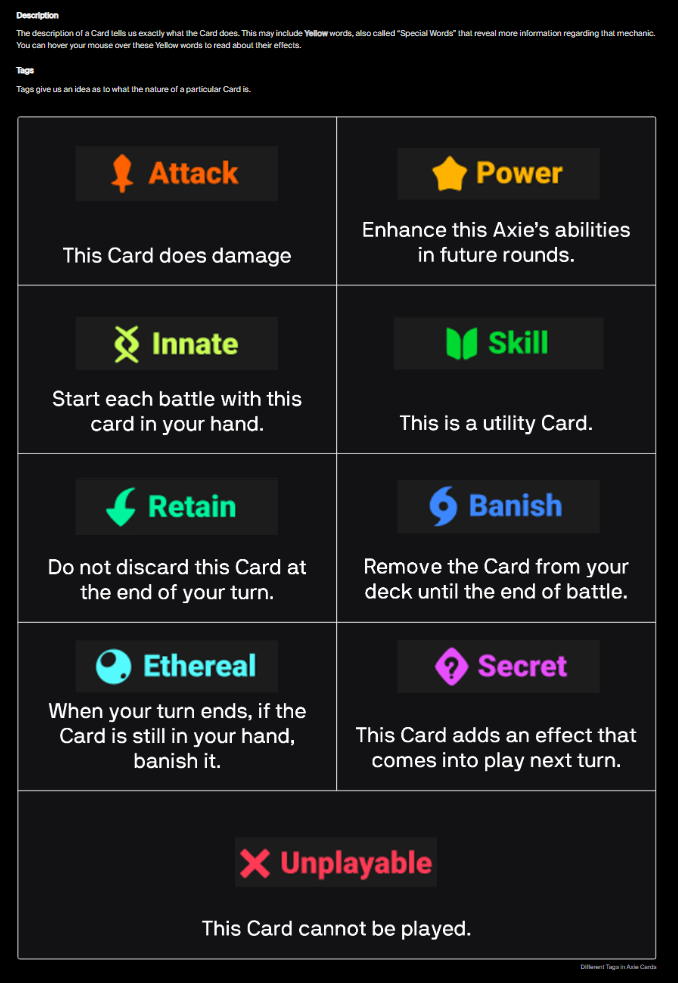 Description
The description of a Card tells us exactly what the Card does. This may include Yellow words, also called "Special Words" that reveal more information regarding that mechanic.
You can hover your mouse over these Yellow words to read about their effects.
Tags
Tags give us an idea as to what the nature of a particular Card is.
Attack
This Card does damage
Power
Enhance this Axie's abilities
in future rounds.
Innate
Start each battle with this
card in your hand.
Skill
This is a utility Card.
Retain
Do not discard this Card at
the end of your turn.
Banish
Remove the Card from your
deck until the end of battle.
Ethereal
When your turn ends, if the
Card is still in your hand,
banish it.
Secret
This Card adds an effect that
comes into play next turn.
Unplayable
This Card cannot be played.
Different Tags in Axie Cards